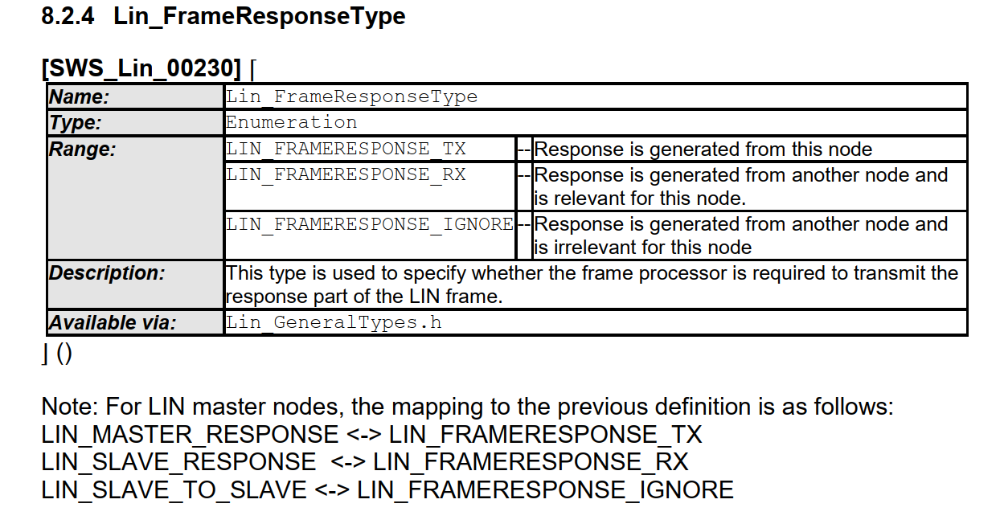 8.2.4 Lin_FrameResponseType
[SWS_Lin_00230] ⌈
Name: Lin_FrameResponseType
Type: Enumeration
Range: LIN_FRAMERESPONSE_TX -- Response is generated from this node
LIN_FRAMERESPONSE_RX -- Response is generated from another node and
is relevant for this node.
LIN_FRAMERESPONSE_IGNORE -- Response is generated from another node and
is irrelevant for this node
Description: This type is used to specify whether the frame processor is required to transmit the
response part of the LIN frame.
Available via: Lin_GeneralTypes.h
⌋ ()
Note: For LIN master nodes, the mapping to the previous definition is as follows:
LIN_MASTER_RESPONSE <-> LIN_FRAMERESPONSE_TX
LIN_SLAVE_RESPONSE <-> LIN_FRAMERESPONSE_RX
LIN_SLAVE_TO_SLAVE <-> LIN_FRAMERESPONSE_IGNORE